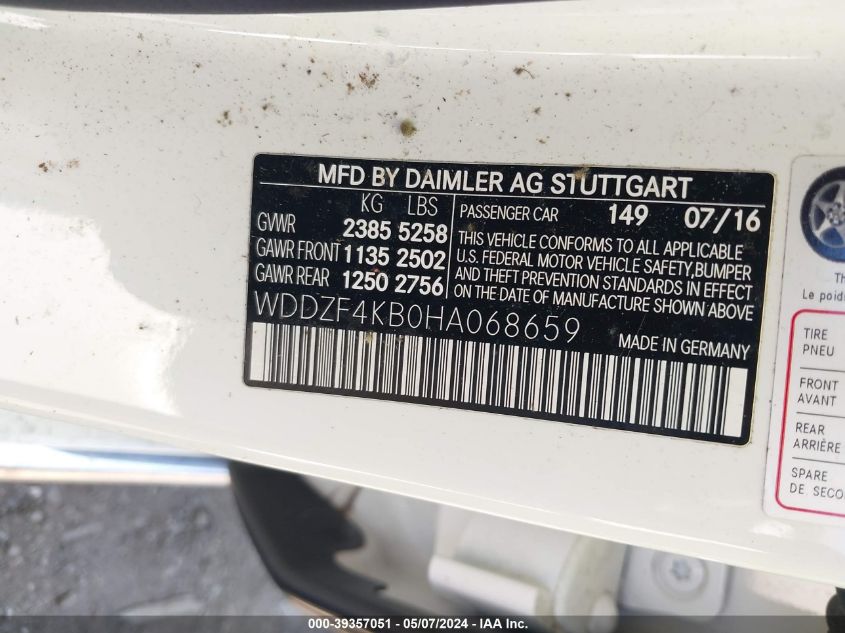 MFD BY DAIMLER AG STUTTGART
KG LBS
GVWR 2385 5258
GAWR FRONT 1135 2502
GAWR REAR 1250 2756
PASSENGER CAR 149 07/16
THIS VEHICLE CONFORMS TO ALL APPLICABLE
U.S. FEDERAL MOTOR VEHICLE SAFETY,BUMPER
AND THEFT PREVENTION STANDARDS IN EFFECT
ON THE DATE OF MANUFACTURE SHOWN ABOVE
WDDZF4KB0HA068659
MADE IN GERMANY
Th
Le poid
TIRE
PNEU
FRONT
AVANT
REAR
ARRIÈRE
SPARE
DE SECO
000-39357051 - 05/07/2024 - IAA Inc.